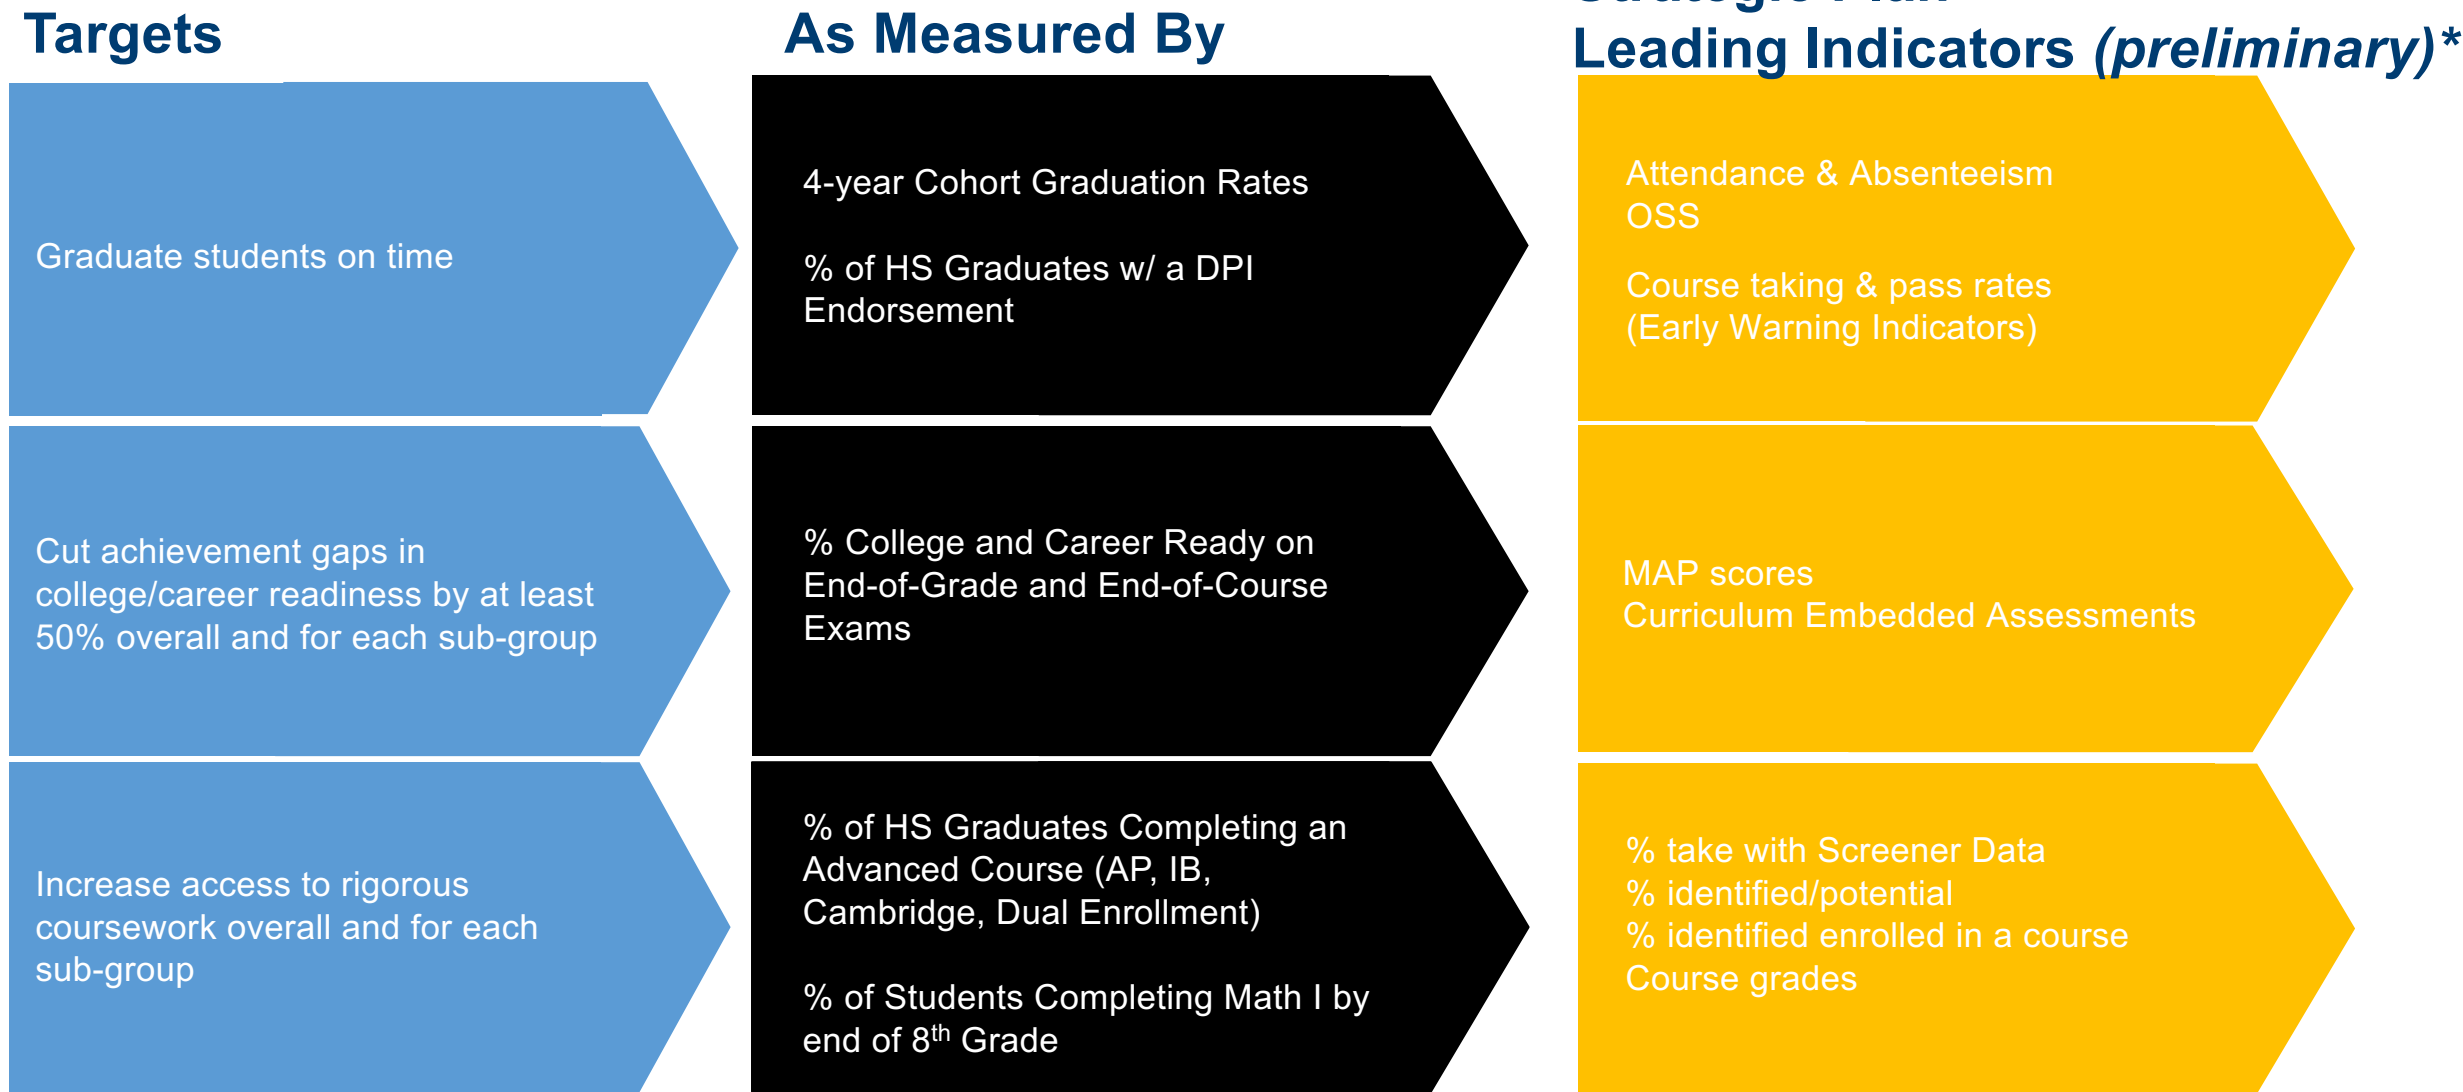 Targets
As Measured By
Strategic Plan
Leading Indicators (preliminary)*
Graduate students on time
4-year Cohort Graduation Rates
% of HS Graduates w/ a DPI
Endorsement
Attendance & Absenteeism
OSS
Course taking & pass rates
(Early Warning Indicators)
Cut achievement gaps in
college/career readiness by at least
50% overall and for each sub-group
% College and Career Ready on
End-of-Grade and End-of-Course
Exams
MAP scores
Curriculum Embedded Assessments
Increase access to rigorous
coursework overall and for each
sub-group
% of HS Graduates Completing an
Advanced Course (AP, IB,
Cambridge, Dual Enrollment)
% of Students Completing Math I by
end of 8th Grade
% take with Screener Data
% identified/potential
% identified enrolled in a course
Course grades